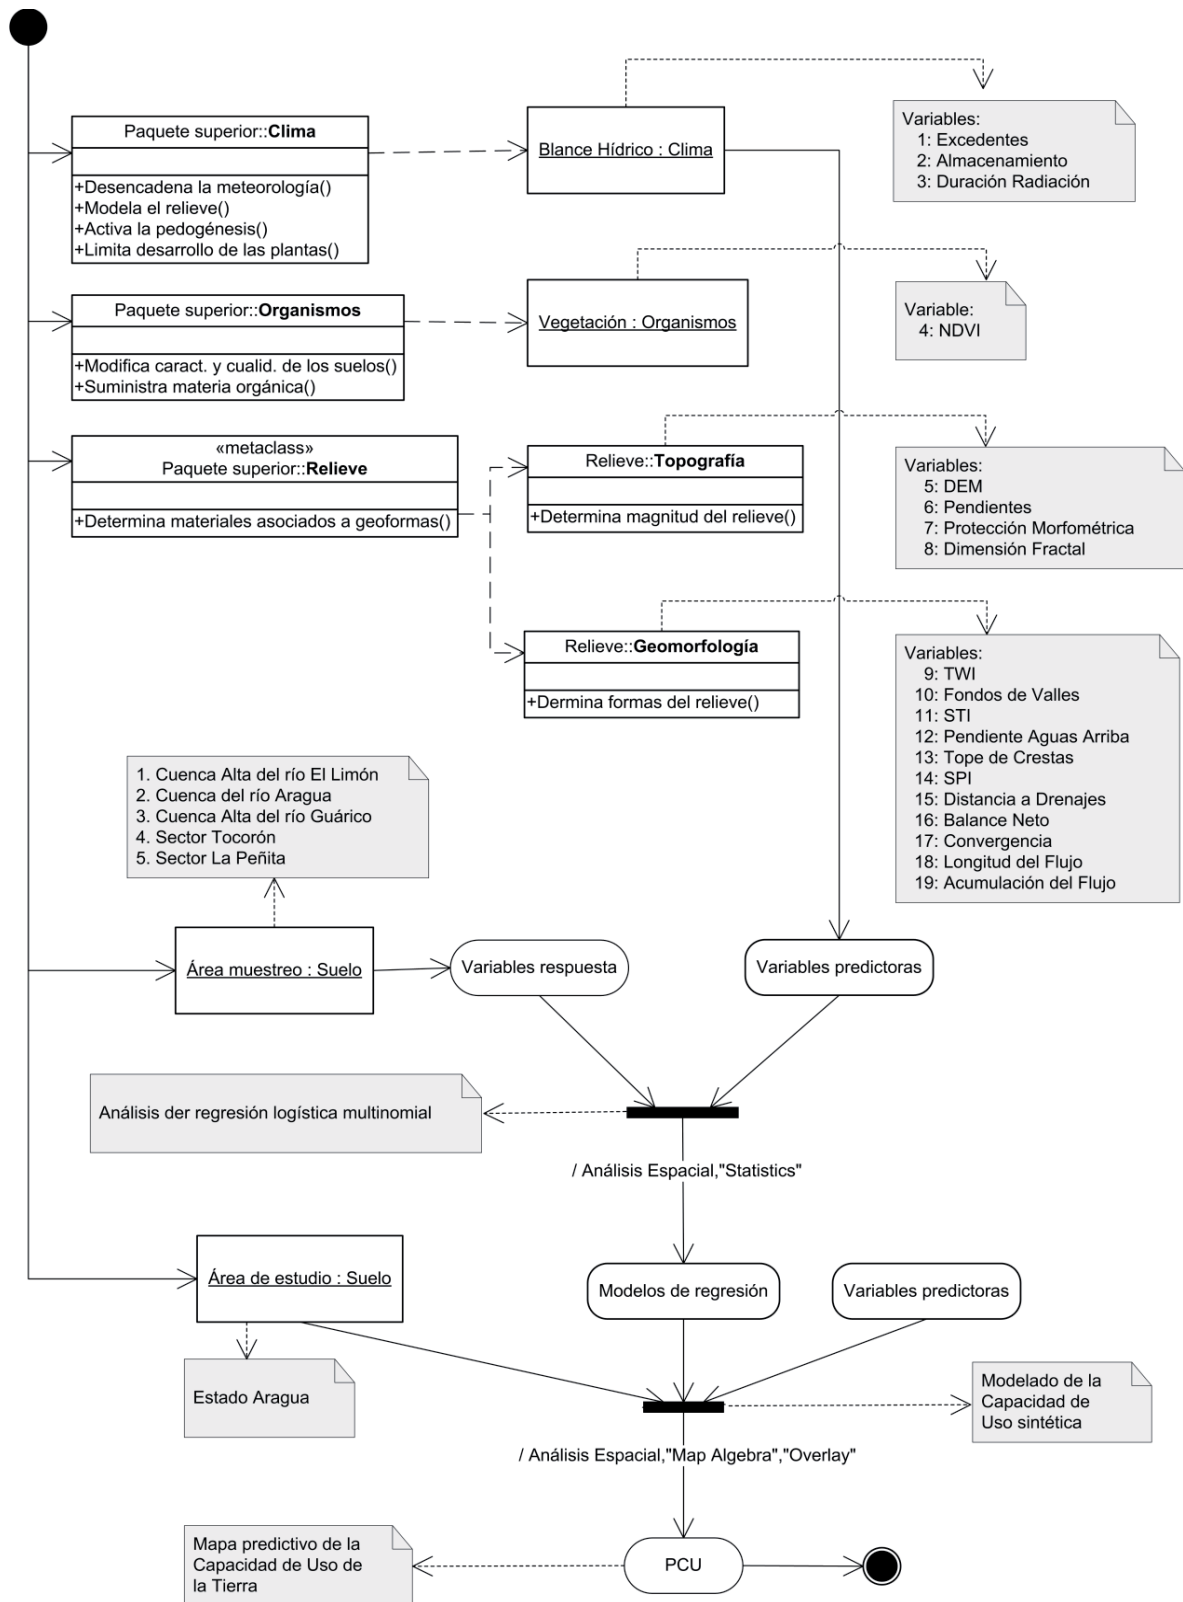 Paquete superior::Clima
+Desencadena la meteorología()
+Modela el relieve()
+Activa la pedogénesis()
+Limita desarrollo de las plantas()
Blance Hídrico : Clima
Variables:
1: Excedentes
2: Almacenamiento
3: Duración Radiación
Paquete superior::Organismos
+Modifica caract. y cualid. de los suelos()
+Suministra materia orgánica()
Vegetación : Organismos
Variable:
4: NDVI
«metaclass»
Paquete superior::Relieve
+Determina materiales asociados a geoformas()
Relieve::Topografía
+Determina magnitud del relieve()
Variables:
5: DEM
6: Pendientes
7: Protección Morfométrica
8: Dimensión Fractal
Relieve::Geomorfología
+Dermina formas del relieve()
Variables:
9: TWI
10: Fondos de Valles
11: STI
12: Pendiente Aguas Arriba
13: Tope de Crestas
14: SPI
15: Distancia a Drenajes
16: Balance Neto
17: Convergencia
18: Longitud del Flujo
19: Acumulación del Flujo
1. Cuenca Alta del río El Limón
2. Cuenca del río Aragua
3. Cuenca Alta del río Guárico
4. Sector Tocorón
5. Sector La Peñita
Área muestreo : Suelo
Variables respuesta
Variables predictoras
Análisis der regresión logística multinomial
/ Análisis Espacial,"Statistics"
Área de estudio : Suelo
Modelos de regresión
Variables predictoras
Estado Aragua
Modelado de la
Capacidad de
Uso sintética
/ Análisis Espacial,"Map Algebra","Overlay"
Mapa predictivo de la
Capacidad de Uso de
la Tierra
PCU